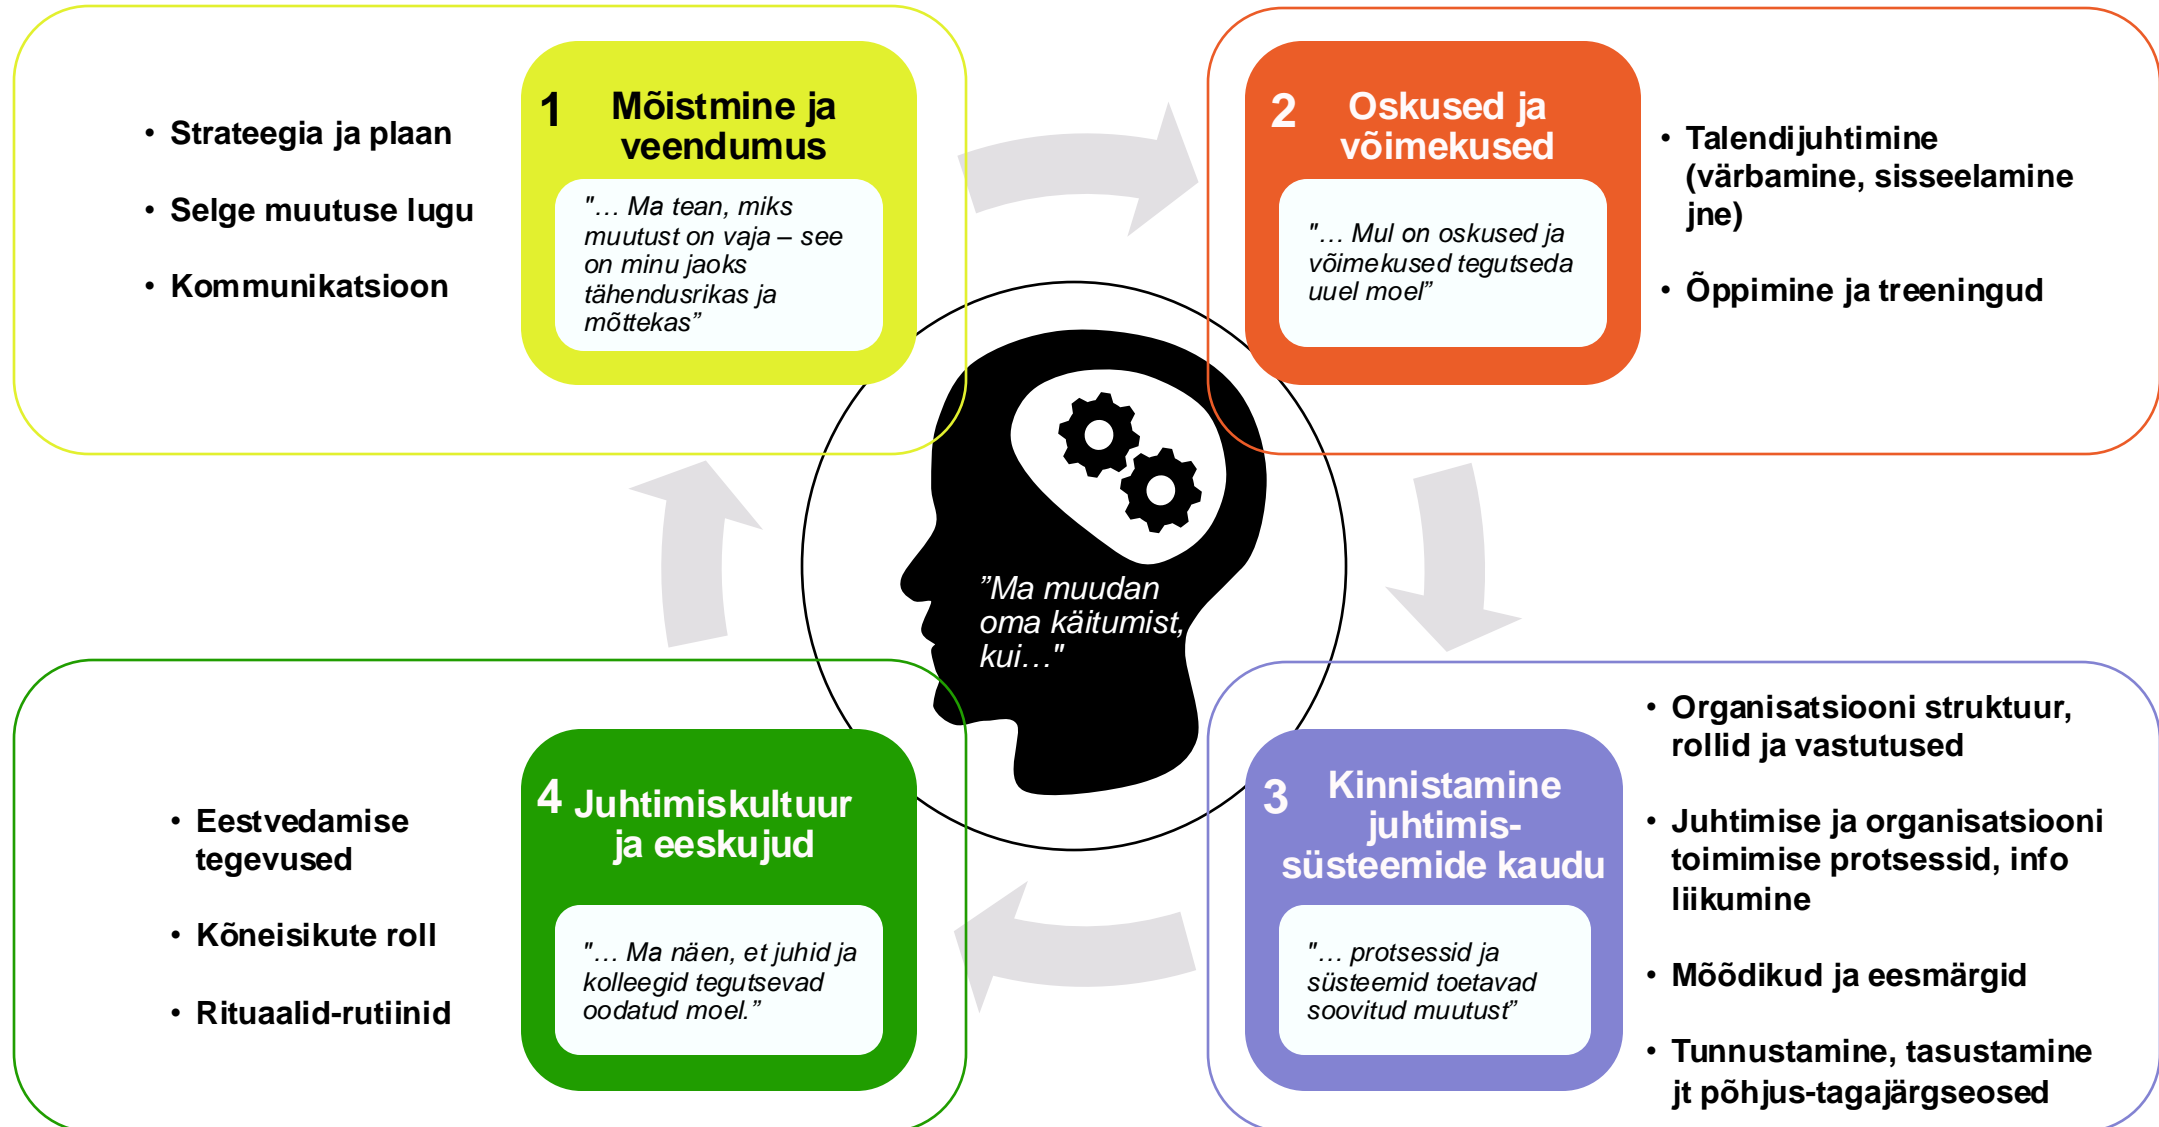 1
Mõistmine ja
veendumus
"… Ma tean, miks
muutust on vaja – see
on minu jaoks
tähendusrikas ja
mõttekas”
• Strateegia ja plaan
• Selge muutuse lugu
• Kommunikatsioon
2
Oskused ja
võimekused
"… Mul on oskused ja
võimekused tegutseda
uuel moel”
• Talendijuhtimine
(värbamine, sisseelamine
jne)
• Õppimine ja treeningud
”Ma muudan
oma käitumist,
kui…"
3
Kinnistamine
juhtimis-
süsteemide kaudu
"… protsessid ja
süsteemid toetavad
soovitud muutust”
• Organisatsiooni struktuur,
rollid ja vastutused
• Juhtimise ja organisatsiooni
toimimise protsessid, info
liikumine
• Mõõdikud ja eesmärgid
• Tunnustamine, tasustamine
jt põhjus-tagajärgseosed
4
Juhtimiskultuur
ja eeskujud
"… Ma näen, et juhid ja
kolleegid tegutsevad
oodatud moel.”
• Eestvedamise
tegevused
• Kõneisikute roll
• Rituaalid-rutiinid